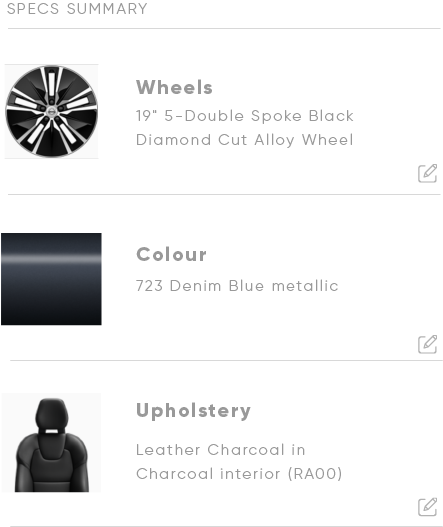 SPECS SUMMARY
Wheels
19" 5-Double Spoke Black
Diamond Cut Alloy Wheel
Colour
723 Denim Blue metallic
Upholstery
Leather Charcoal in
Charcoal interior (RA00)